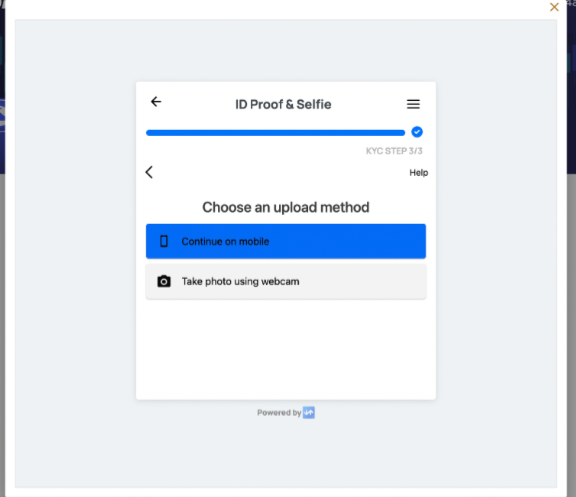 ID Proof & Selfie
KYC STEP 3/3
Help
Choose an upload method
Continue on mobile
Take photo using webcam
Powered by